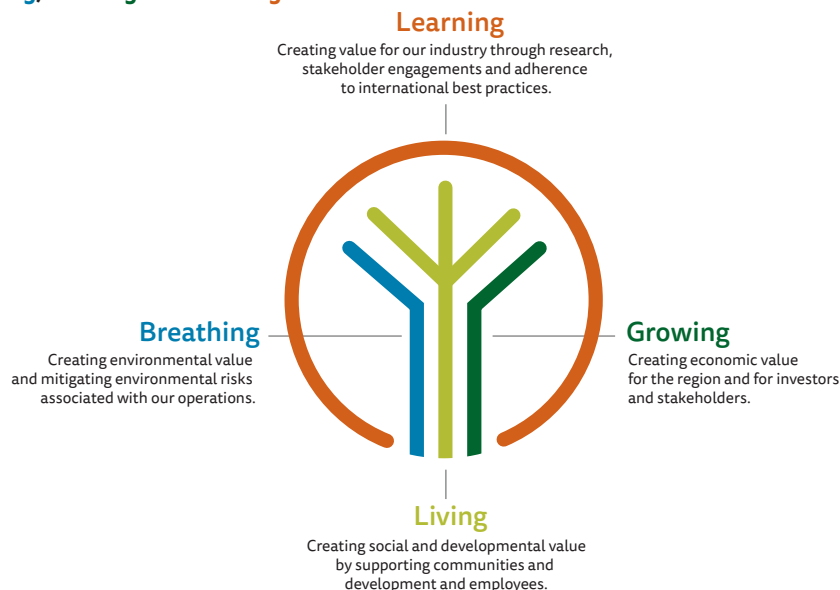 Learning
Creating value for our industry through research,
stakeholder engagements and adherence
to international best practices.
Breathing
Creating environmental value
and mitigating environmental risks
associated with our operations.
Growing
Creating economic value
for the region and for investors
and stakeholders.
Living
Creating social and developmental value
by supporting communities and
development and employees.